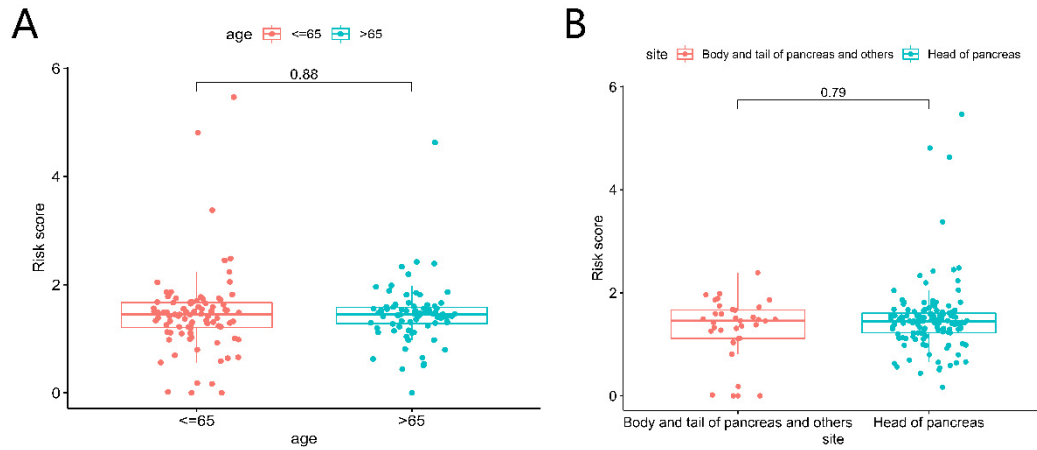 A
age <=65 >65
6
4
2
0
Risk score
0.88
<=65 >65
age
B
site Body and tail of pancreas and others Head of pancreas
6
4
2
0
Risk score
0.79
Body and tail of pancreas and others Head of pancreas
site